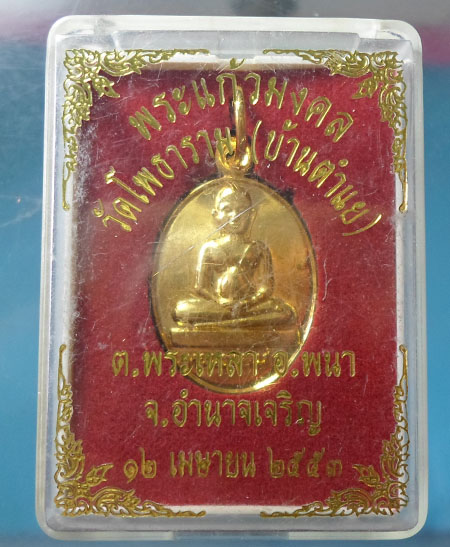 พระแก้วมงคล
วัดโพธาราม (บ้านตำแย)
ต.พระเหลา อ.พนา
จ.อำนาจเจริญ
๑๒ เมษายน ๒๕๕๓